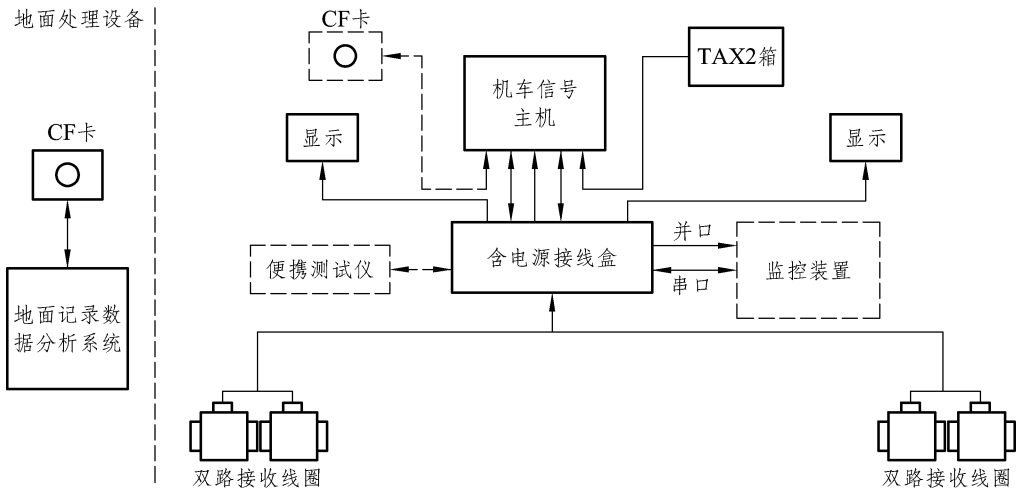 地面处理设备
CF卡
TAX2箱
机车信号
主机
显示
显示
CF卡
并口
含电源接线盒
便携测试仪
监控装置
串口
地面记录数
据分析系统
双路接收线圈
双路接收线圈